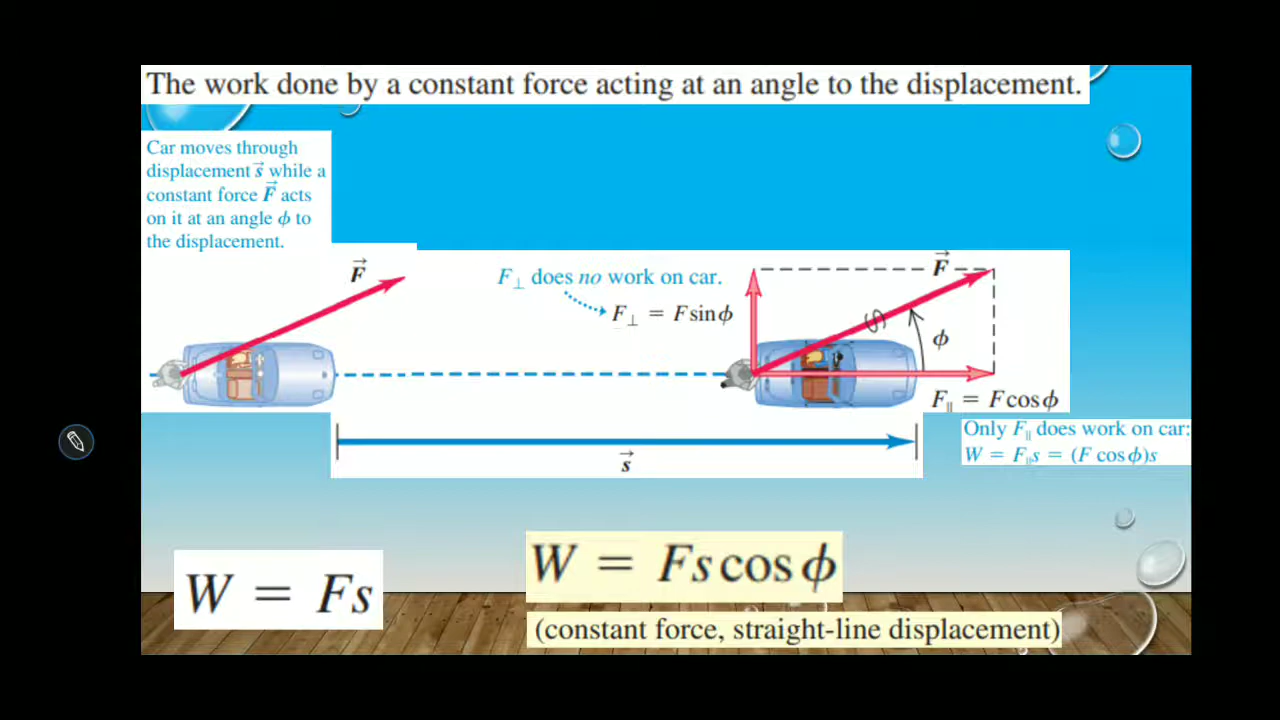 The work done by a constant force acting at an angle to the displacement.
Car moves through
displacement s⃗ while a
constant force F⃗ acts
on it at an angle ϕ to
the displacement.
F⃗
F⊥ does no work on car.
F⊥ = F sin ϕ
F⃗
ϕ
F∥ = F cos ϕ
Only F∥ does work on car:
W = F∥s = (F cos ϕ)s
s⃗
W = Fs
W = Fs cos ϕ
(constant force, straight-line displacement)